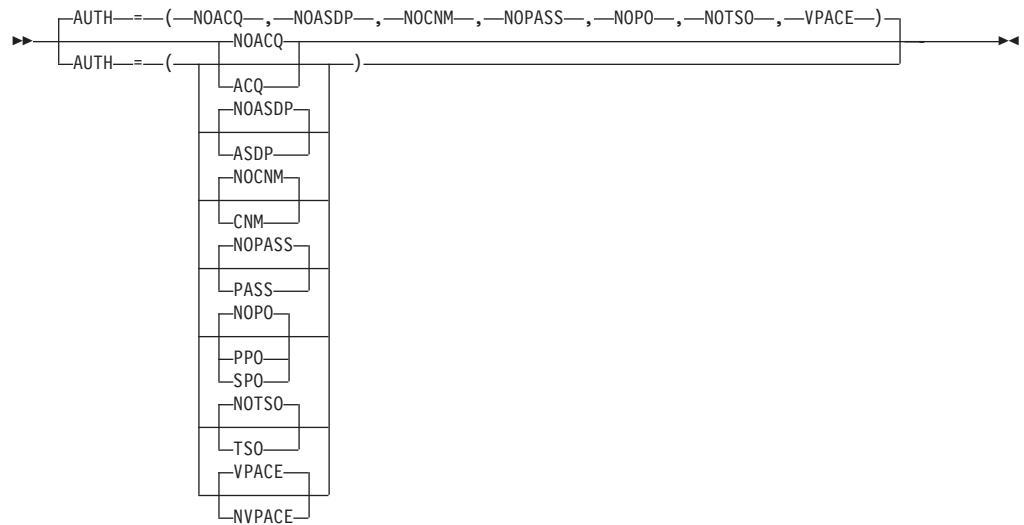 AUTH = ( NOACQ , NOASDP , NOCNM , NOPASS , NOPO , NOTSO , VPACE )
NOACQ
AUTH = ( )
ACQ
NOASDP
ASDP
NOCNM
CNM
NOPASS
PASS
NOPO
PPO
SPO
NOTSO
TSO
VPACE
NVPACE